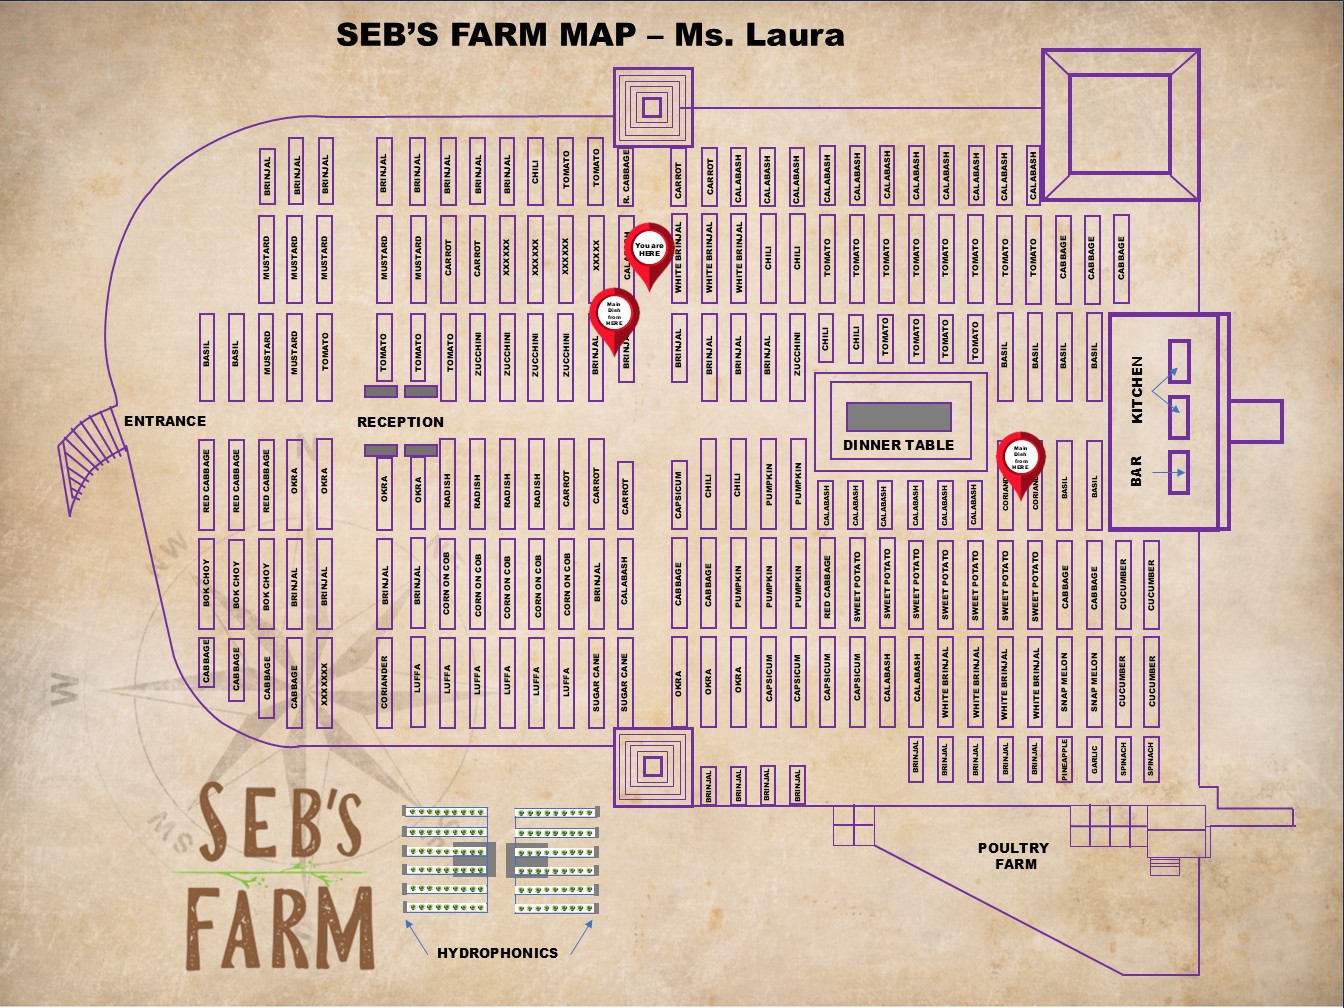 SEB'S FARM MAP – Ms. Laura
BRINJAL
BRINJAL
BRINJAL
BRINJAL
BRINJAL
BRINJAL
BRINJAL
BRINJAL
CHILI
TOMATO
TOMATO
R. CABBAGE
CARROT
CARROT
CALABASH
CALABASH
CALABASH
CALABASH
CALABASH
CALABASH
CALABASH
CALABASH
CALABASH
CALABASH
CALABASH
MUSTARD
MUSTARD
MUSTARD
MUSTARD
MUSTARD
CARROT
CARROT
XXXXXX
XXXXXX
XXXXXX
XXXXX
You are
HERE
WHITE BRINJAL
WHITE BRINJAL
WHITE BRINJAL
CHILI
CHILI
TOMATO
TOMATO
TOMATO
TOMATO
TOMATO
TOMATO
TOMATO
TOMATO
CABBAGE
CABBAGE
CABBAGE
Main
Dish
from
HERE
BASIL
BASIL
MUSTARD
MUSTARD
TOMATO
TOMATO
TOMATO
TOMATO
ZUCCHINI
ZUCCHINI
ZUCCHINI
ZUCCHINI
BRINJAL
BRINJAL
BRINJAL
BRINJAL
BRINJAL
ZUCCHINI
CHILI
CHILI
TOMATO
TOMATO
TOMATO
TOMATO
BASIL
BASIL
BASIL
BASIL
KITCHEN
BAR
ENTRANCE
RECEPTION
DINNER TABLE
Main
Dish
from
HERE
RED CABBAGE
RED CABBAGE
RED CABBAGE
OKRA
OKRA
OKRA
OKRA
RADISH
RADISH
RADISH
RADISH
CARROT
CARROT
CARROT
CAPSICUM
CHILI
CHILI
PUMPKIN
PUMPKIN
CALABASH
CALABASH
CALABASH
CALABASH
CALABASH
CALABASH
BASIL
BASIL
BOK CHOY
BOK CHOY
BOK CHOY
BRINJAL
BRINJAL
BRINJAL
BRINJAL
CORN ON COB
CORN ON COB
CORN ON COB
CORN ON COB
CORN ON COB
BRINJAL
CALABASH
CABBAGE
CABBAGE
PUMPKIN
PUMPKIN
PUMPKIN
RED CABBAGE
SWEET POTATO
SWEET POTATO
SWEET POTATO
SWEET POTATO
SWEET POTATO
SWEET POTATO
SWEET POTATO
CABBAGE
CABBAGE
CUCUMBER
CUCUMBER
CABBAGE
CABBAGE
CABBAGE
CABBAGE
XXXXXXX
CORIANDER
LUFFA
LUFFA
LUFFA
LUFFA
LUFFA
LUFFA
SUGAR CANE
SUGAR CANE
OKRA
OKRA
OKRA
CAPSICUM
CAPSICUM
CAPSICUM
CAPSICUM
CALABASH
CALABASH
WHITE BRINJAL
WHITE BRINJAL
WHITE BRINJAL
WHITE BRINJAL
SNAP MELON
SNAP MELON
CUCUMBER
CUCUMBER
BRINJAL
BRINJAL
BRINJAL
BRINJAL
BRINJAL
PINEAPPLE
GARLIC
SPINACH
SPINACH
BRINJAL
BRINJAL
BRINJAL
BRINJAL
NW
W
SW
SEB'S
FARM
POULTRY
FARM
HYDROPHONICS